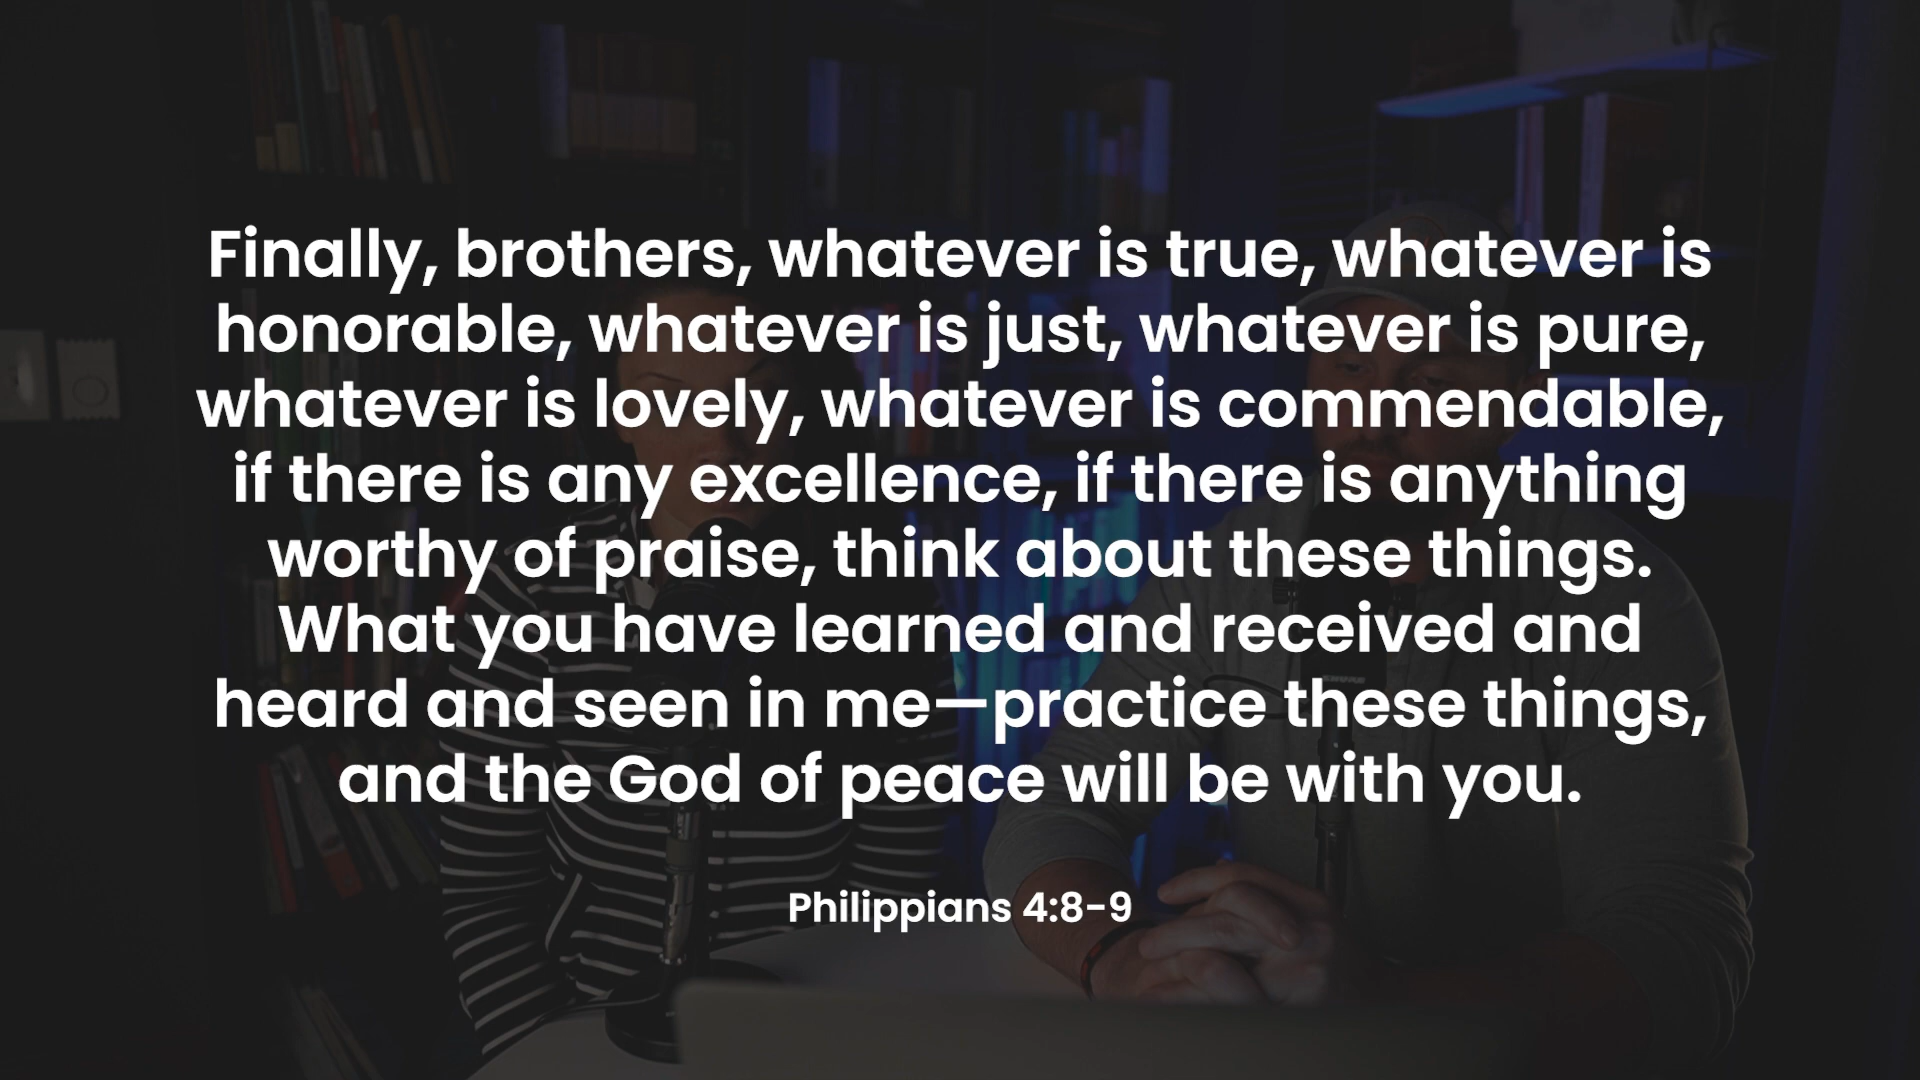 Finally, brothers, whatever is true, whatever is
honorable, whatever is just, whatever is pure,
whatever is lovely, whatever is commendable,
if there is any excellence, if there is anything
worthy of praise, think about these things.
What you have learned and received and
heard and seen in me—practice these things,
and the God of peace will be with you.
Philippians 4:8-9